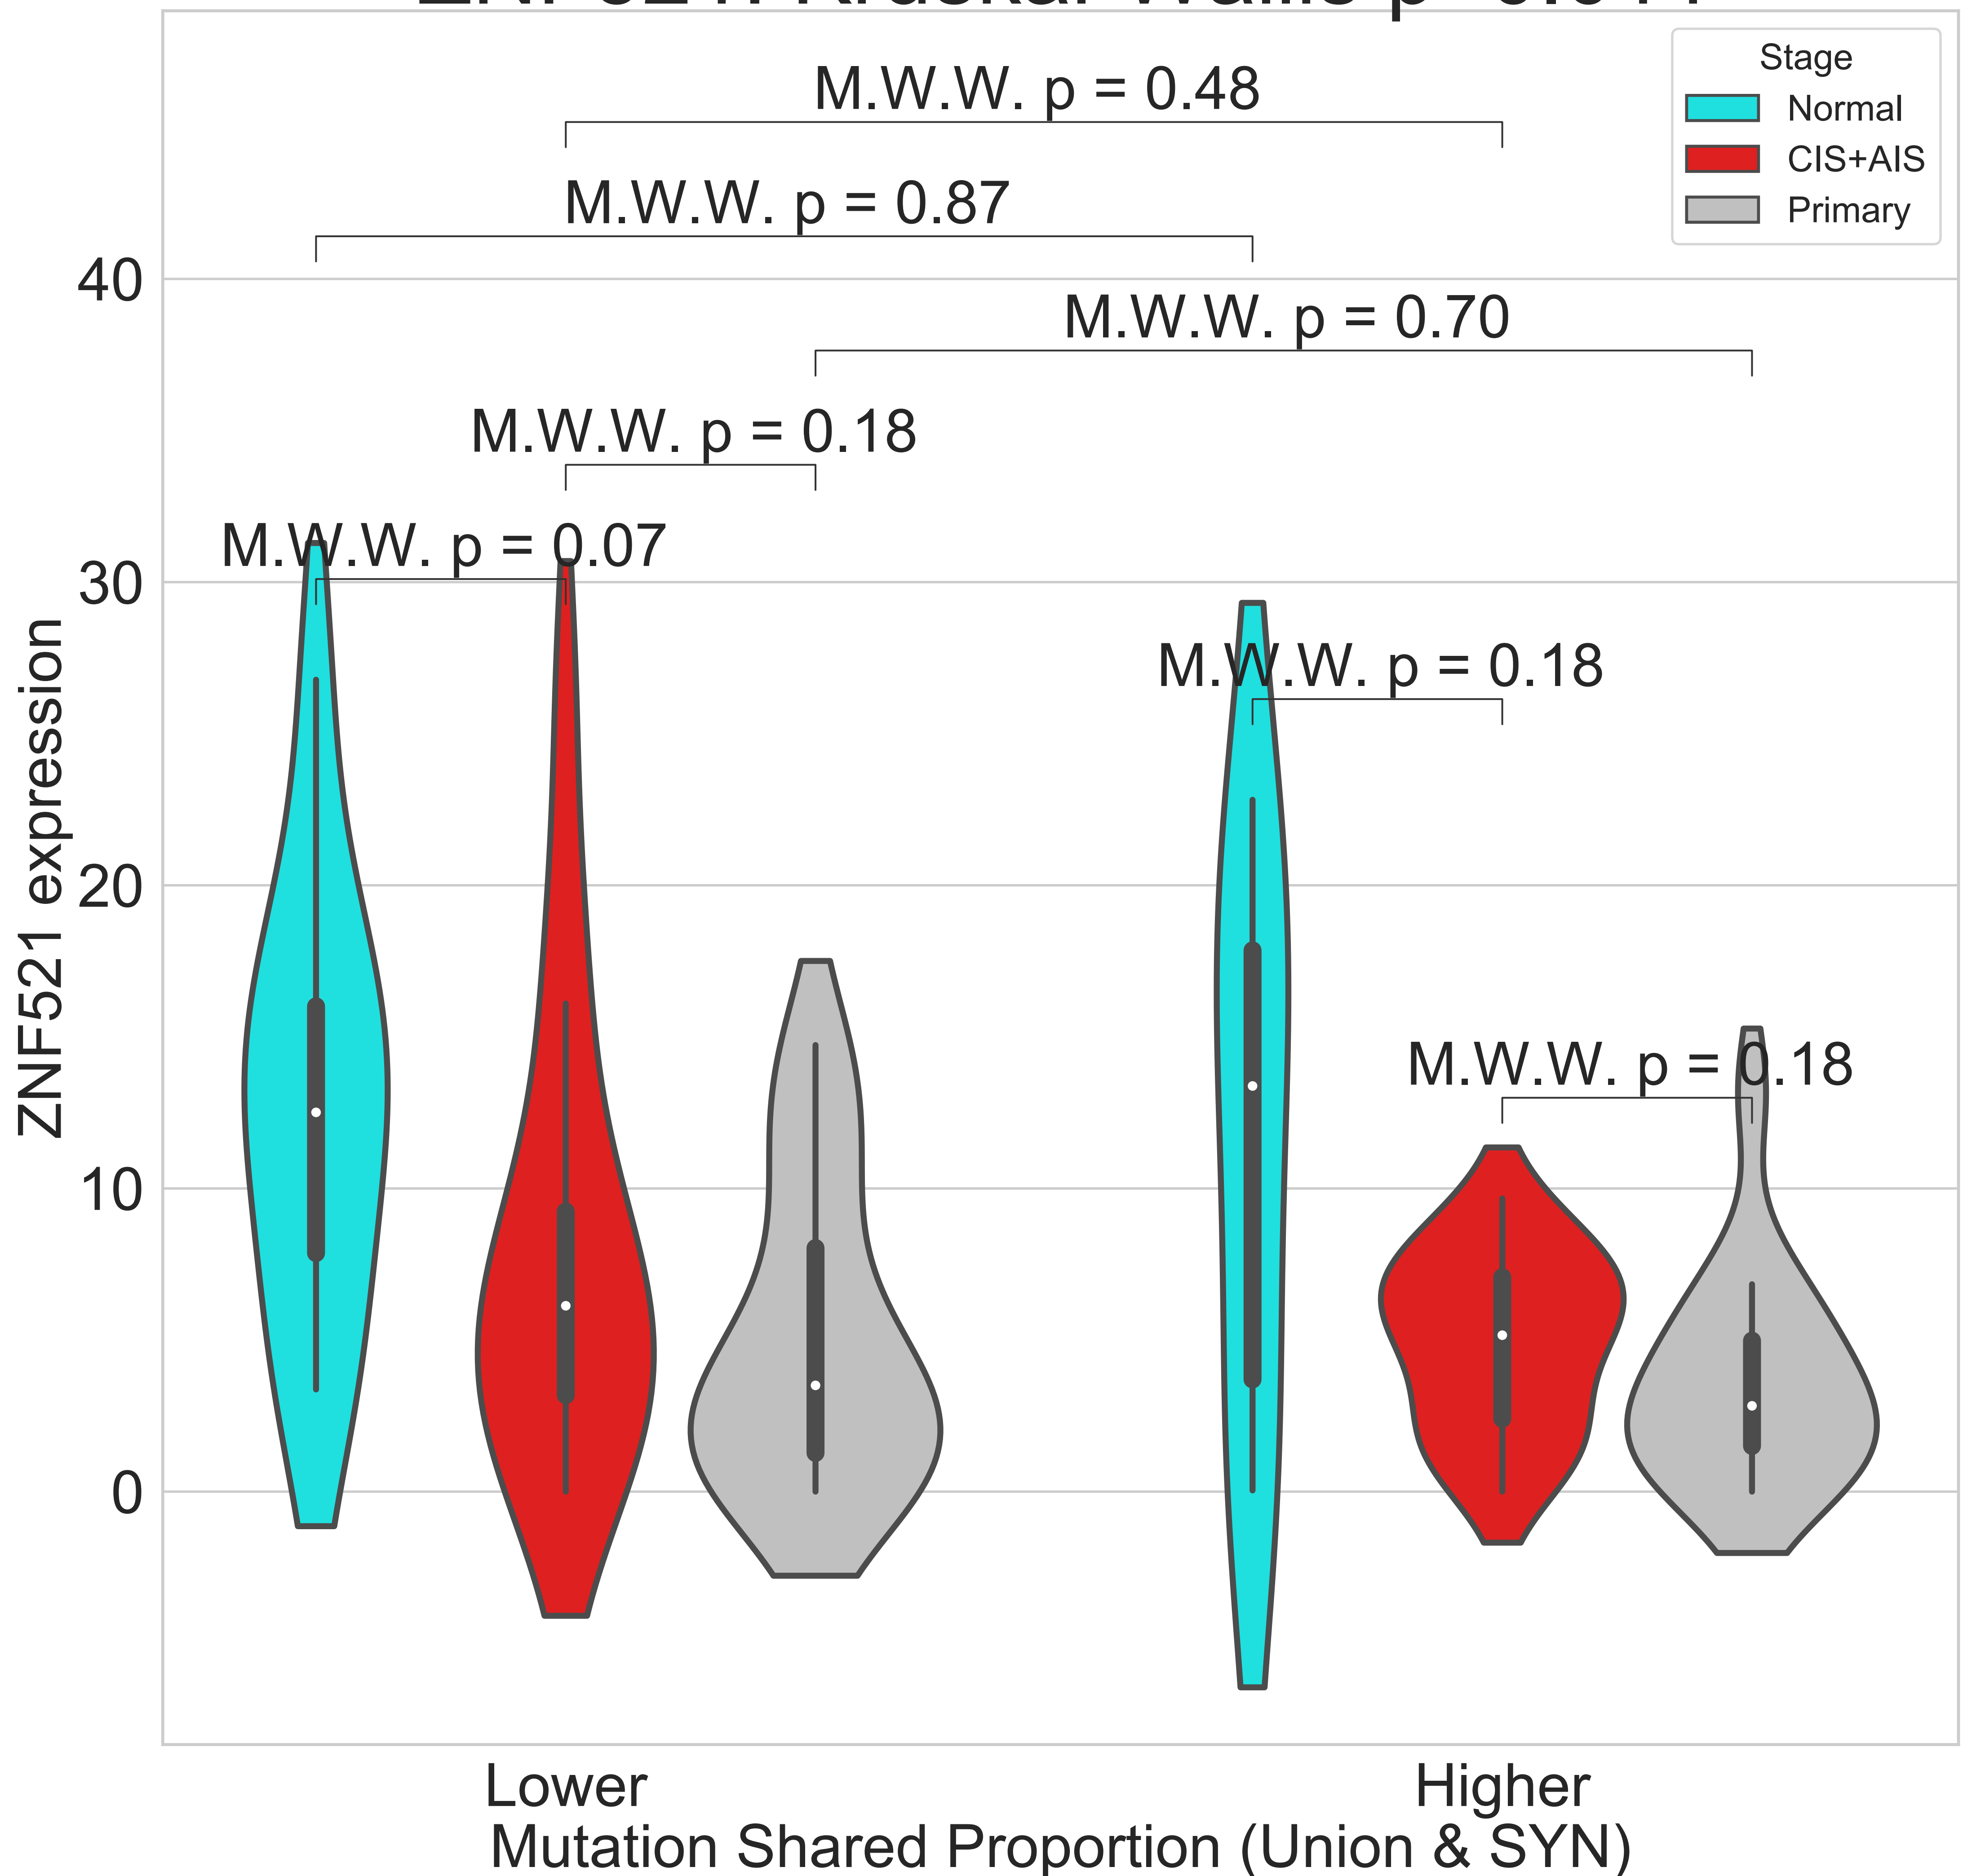 Stage
Normal
CIS+AIS
Primary
M.W.W. p = 0.48
M.W.W. p = 0.87
M.W.W. p = 0.70
M.W.W. p = 0.18
M.W.W. p = 0.07
M.W.W. p = 0.18
M.W.W. p = 0.18
40
30
20
10
0
ZNF521 expression
Lower
Higher
Mutation Shared Proportion (Union & SYN)